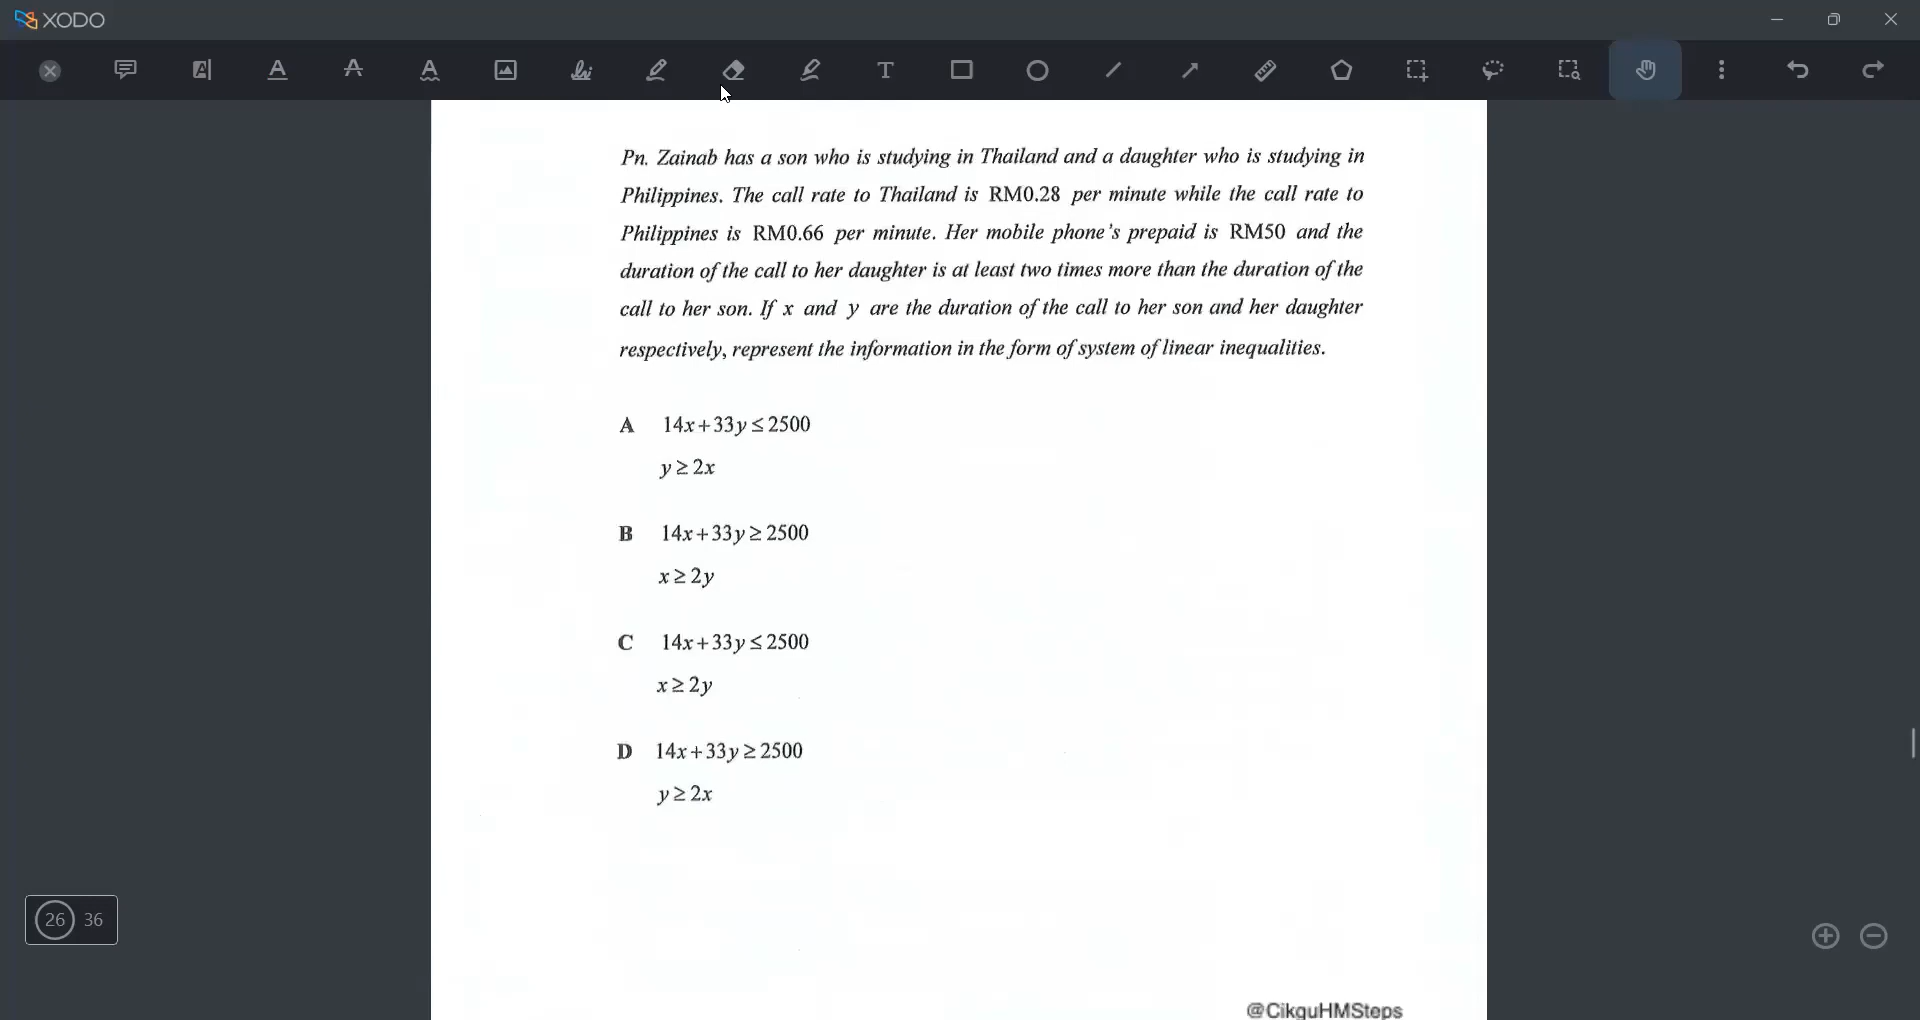 XODO
Pn. Zainab has a son who is studying in Thailand and a daughter who is studying in
Philippines. The call rate to Thailand is RM0.28 per minute while the call rate to
Philippines is RM0.66 per minute. Her mobile phone's prepaid is RM50 and the
duration of the call to her daughter is at least two times more than the duration of the
call to her son. If x and y are the duration of the call to her son and her daughter
respectively, represent the information in the form of system of linear inequalities.
A 14x+33y≤2500
y≥2x
B 14x+33y≥2500
x≥2y
C 14x+33y≤2500
x≥2y
D 14x+33y≥2500
y≥2x
26 36
@CikguHMSteps